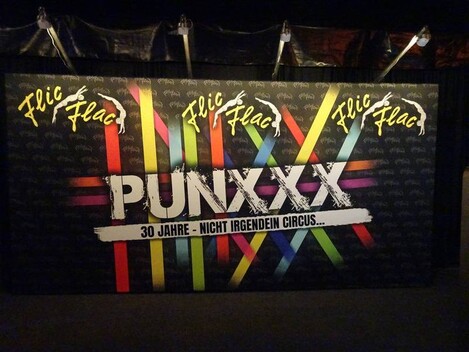 Flic Flac Flic Flac Flic Flac
PUNXXX
30 JAHRE - NICHT IRGENDEIN CIRCUS...